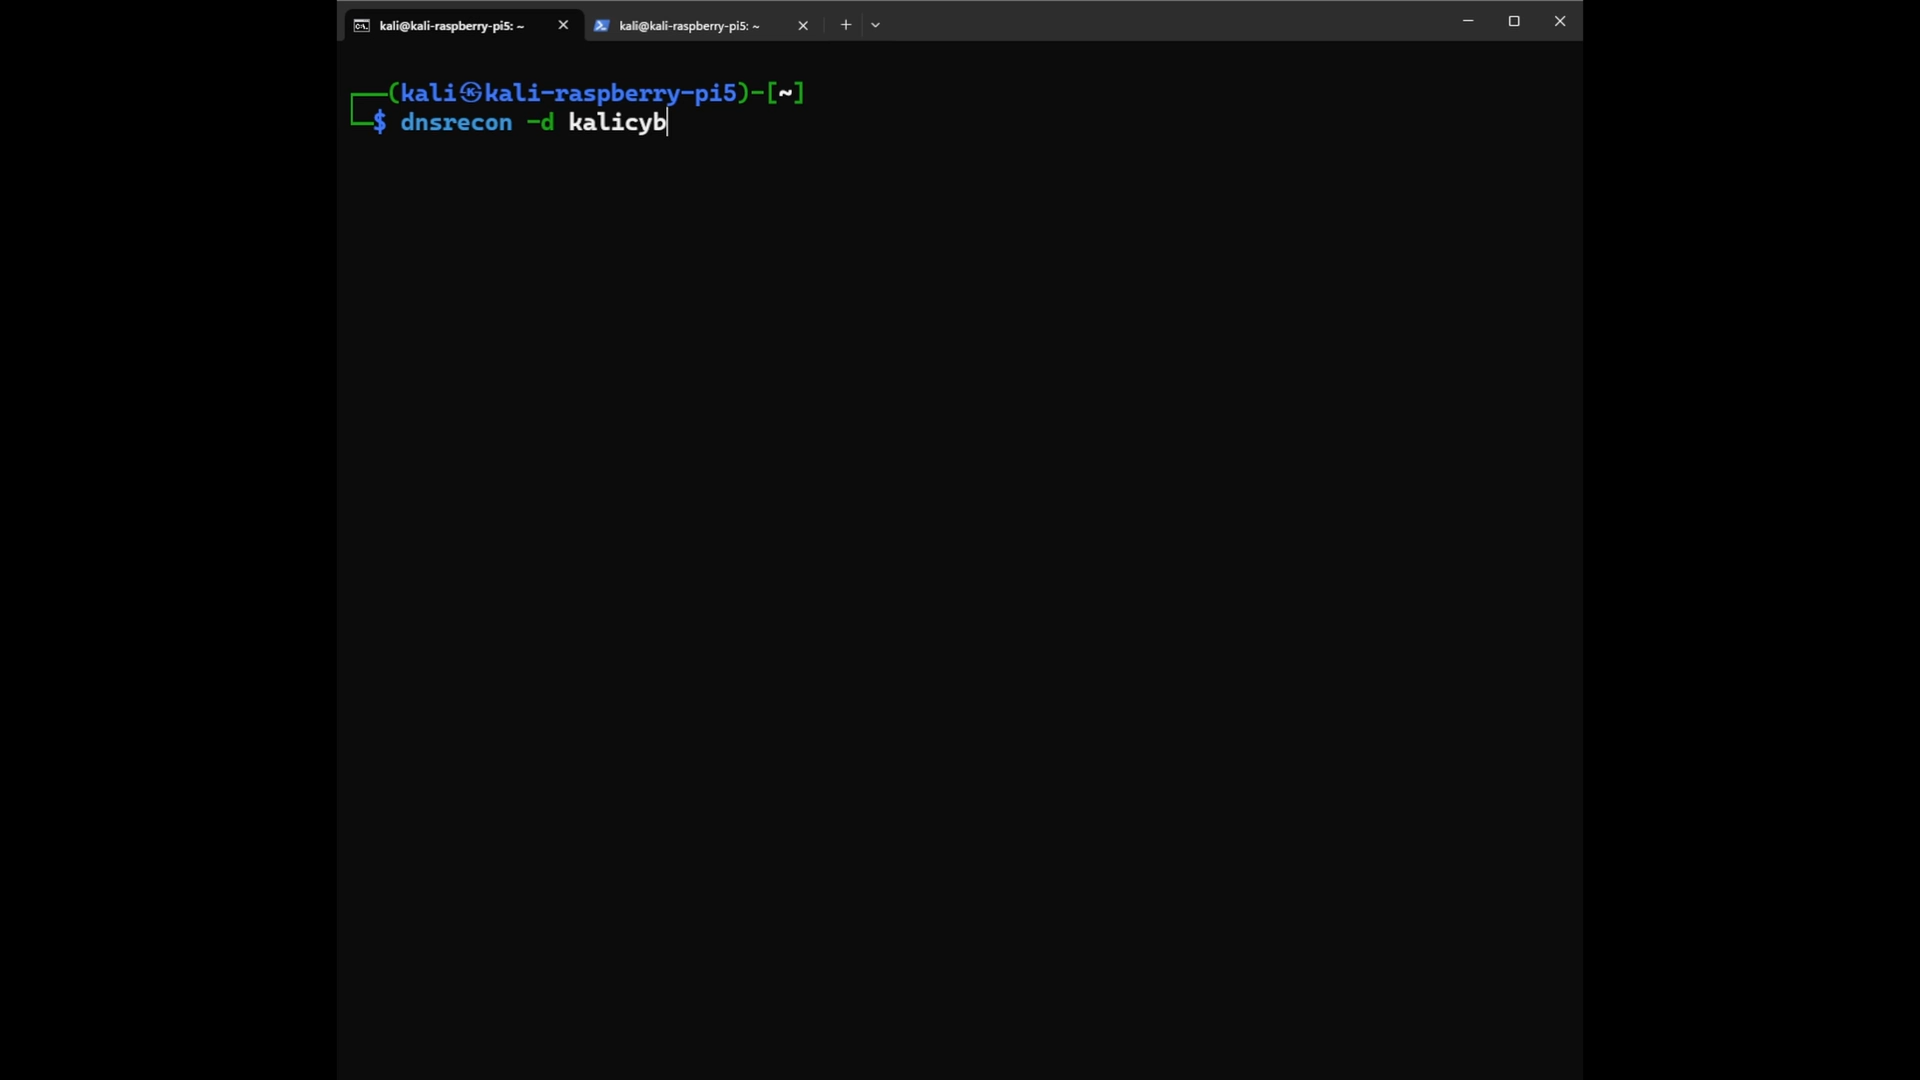 kali@kali-raspberry-pi5: ~
kali@kali-raspberry-pi5: ~
(kali㉿kali-raspberry-pi5)-[~]
$ dnsrecon -d kalicyb